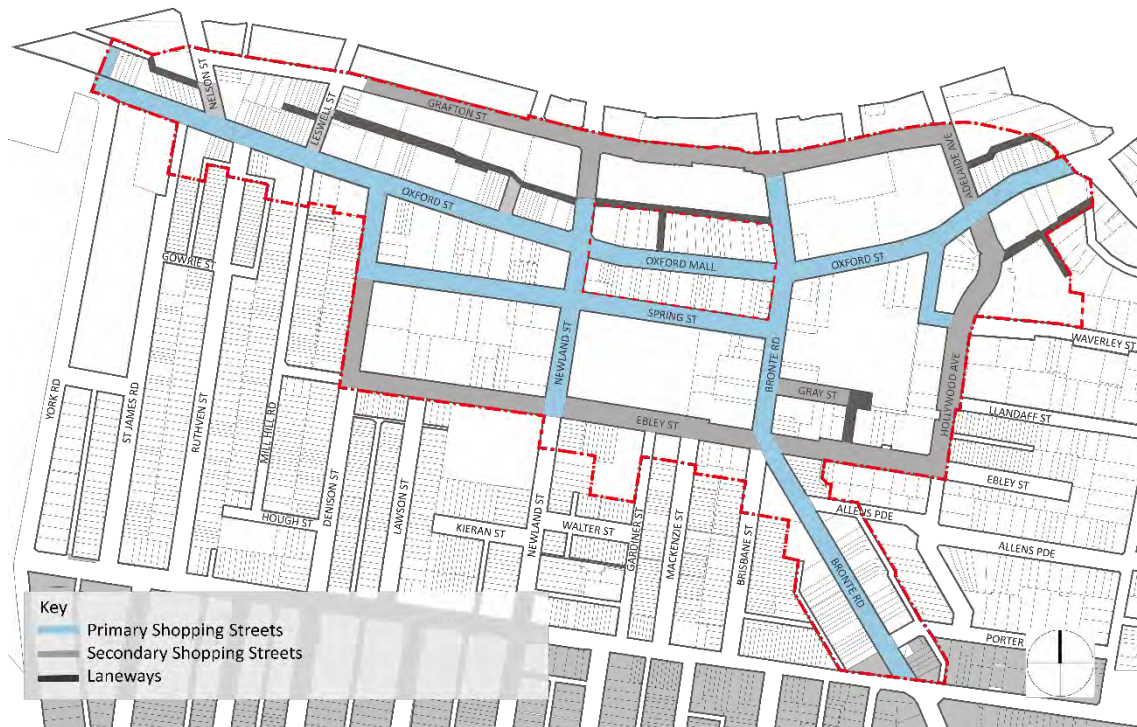 NELSON ST
LESWELL ST
GRAFTON ST
ADELAIDE AVE
OXFORD ST
OXFORD MALL
OXFORD ST
GOWRIE ST
SPRING ST
NEWLAND ST
BRONTE RD
WAVERLEY ST
YORK RD
ST JAMES RD
RUTHVEN ST
MILL HILL RD
GRAY ST
HOLLYWOOD AVE
LLANDAFF ST
EBLEY ST
EBLEY ST
DENISON ST
LAWSON ST
HOUGH ST
KIERAN ST
NEWLAND ST
WALTER ST
GARDINER ST
MACKENZIE ST
BRISBANE ST
ALLENS PDE
ALLENS PDE
BRONTE RD
PORTER
Key
Primary Shopping Streets
Secondary Shopping Streets
Laneways